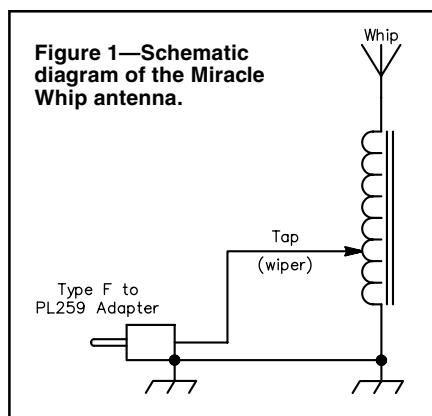 Figure 1—Schematic
diagram of the Miracle
Whip antenna.
Whip
Tap
(wiper)
Type F to
PL259 Adapter